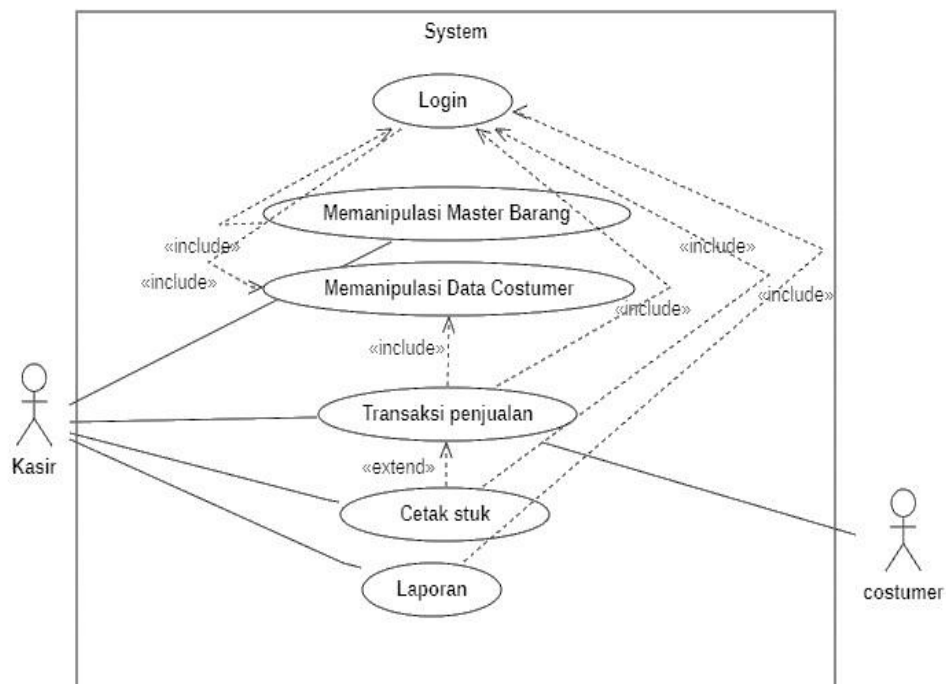 System
Login
Memanipulasi Master Barang
«include»
«include»
«include»
Memanipulasi Data Costumer
«include»
«include»
«include»
Transaksi penjualan
Kasir
«extend»
Cetak stuk
Laporan
costumer